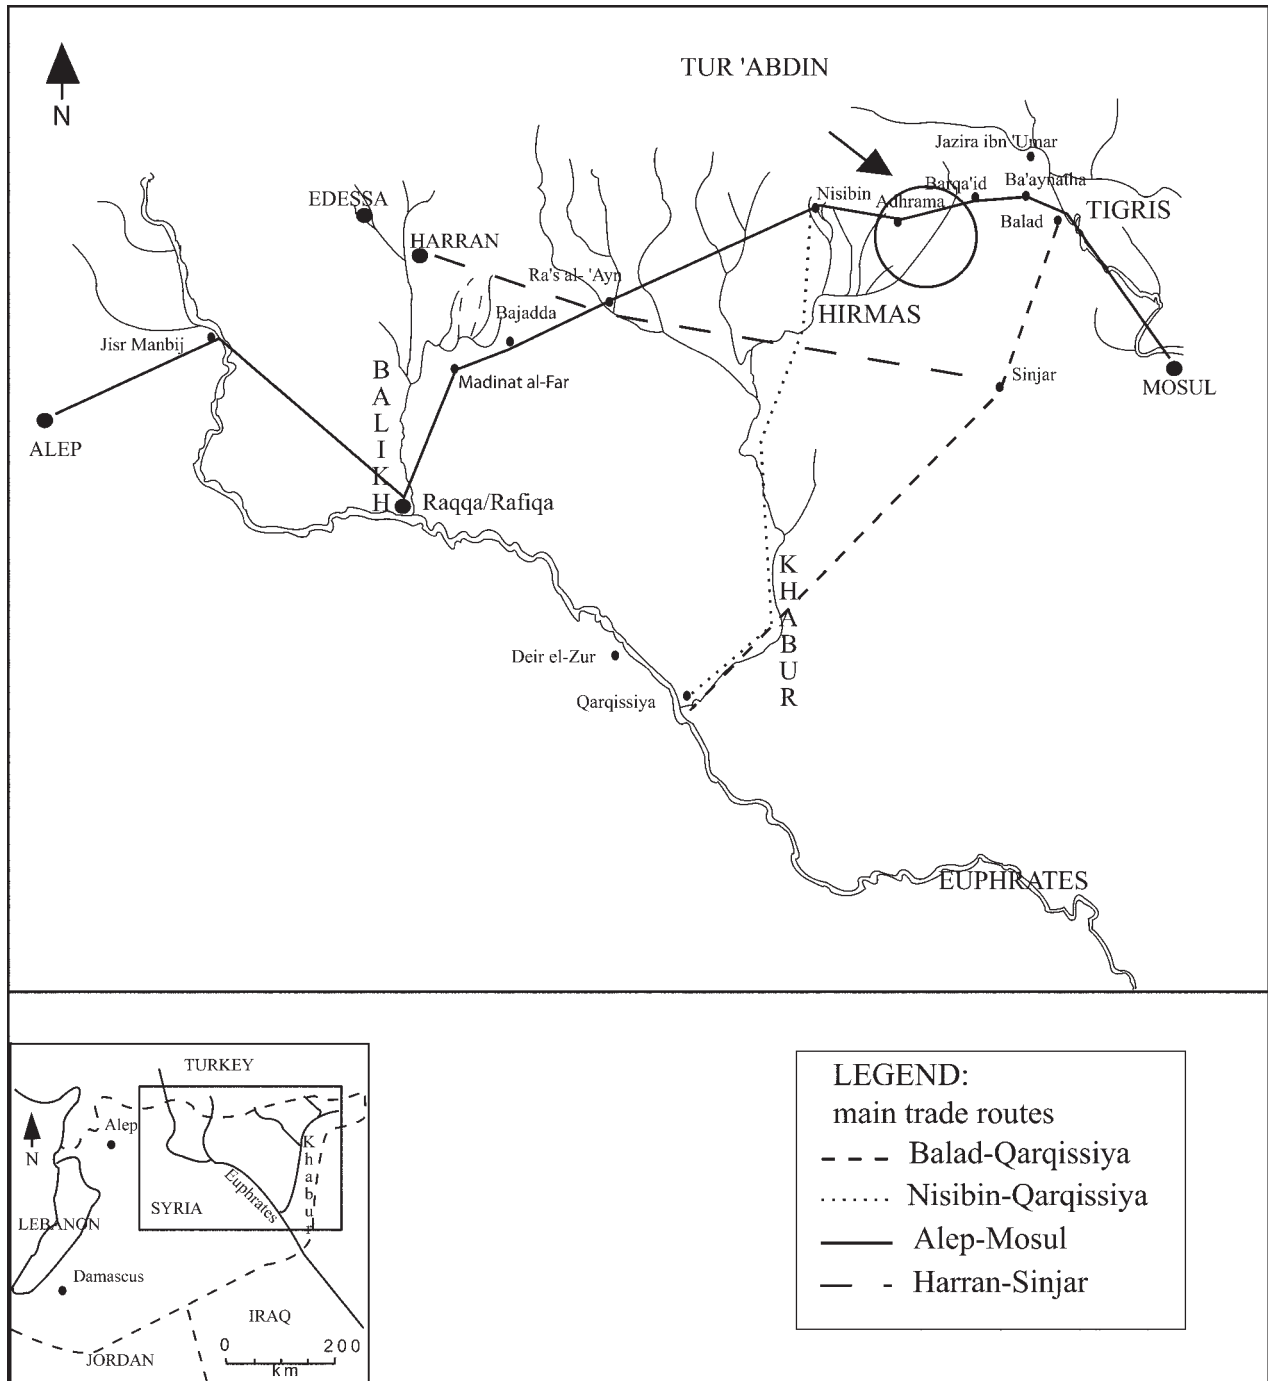 TUR 'ABDIN
N
Jazira ibn 'Umar
Barqa'id
Ba'aynatha
EDESSA
Nisibin
Adhrama
TIGRIS
Balad
HARRAN
Ra's al- 'Ayn
Bajadda
HIRMAS
Jisr Manbij
Madinat al-Far
Sinjar
MOSUL
ALEP
BALIKH
Raqqa/Rafiqa
KHABUR
Deir el-Zur
Qarqissiya
EUPHRATES
TURKEY
Alep
N
Khabur
Euphrates
SYRIA
LEBANON
Damascus
IRAQ
JORDAN
0 200
km
LEGEND:
main trade routes
Balad-Qarqissiya
Nisibin-Qarqissiya
Alep-Mosul
Harran-Sinjar